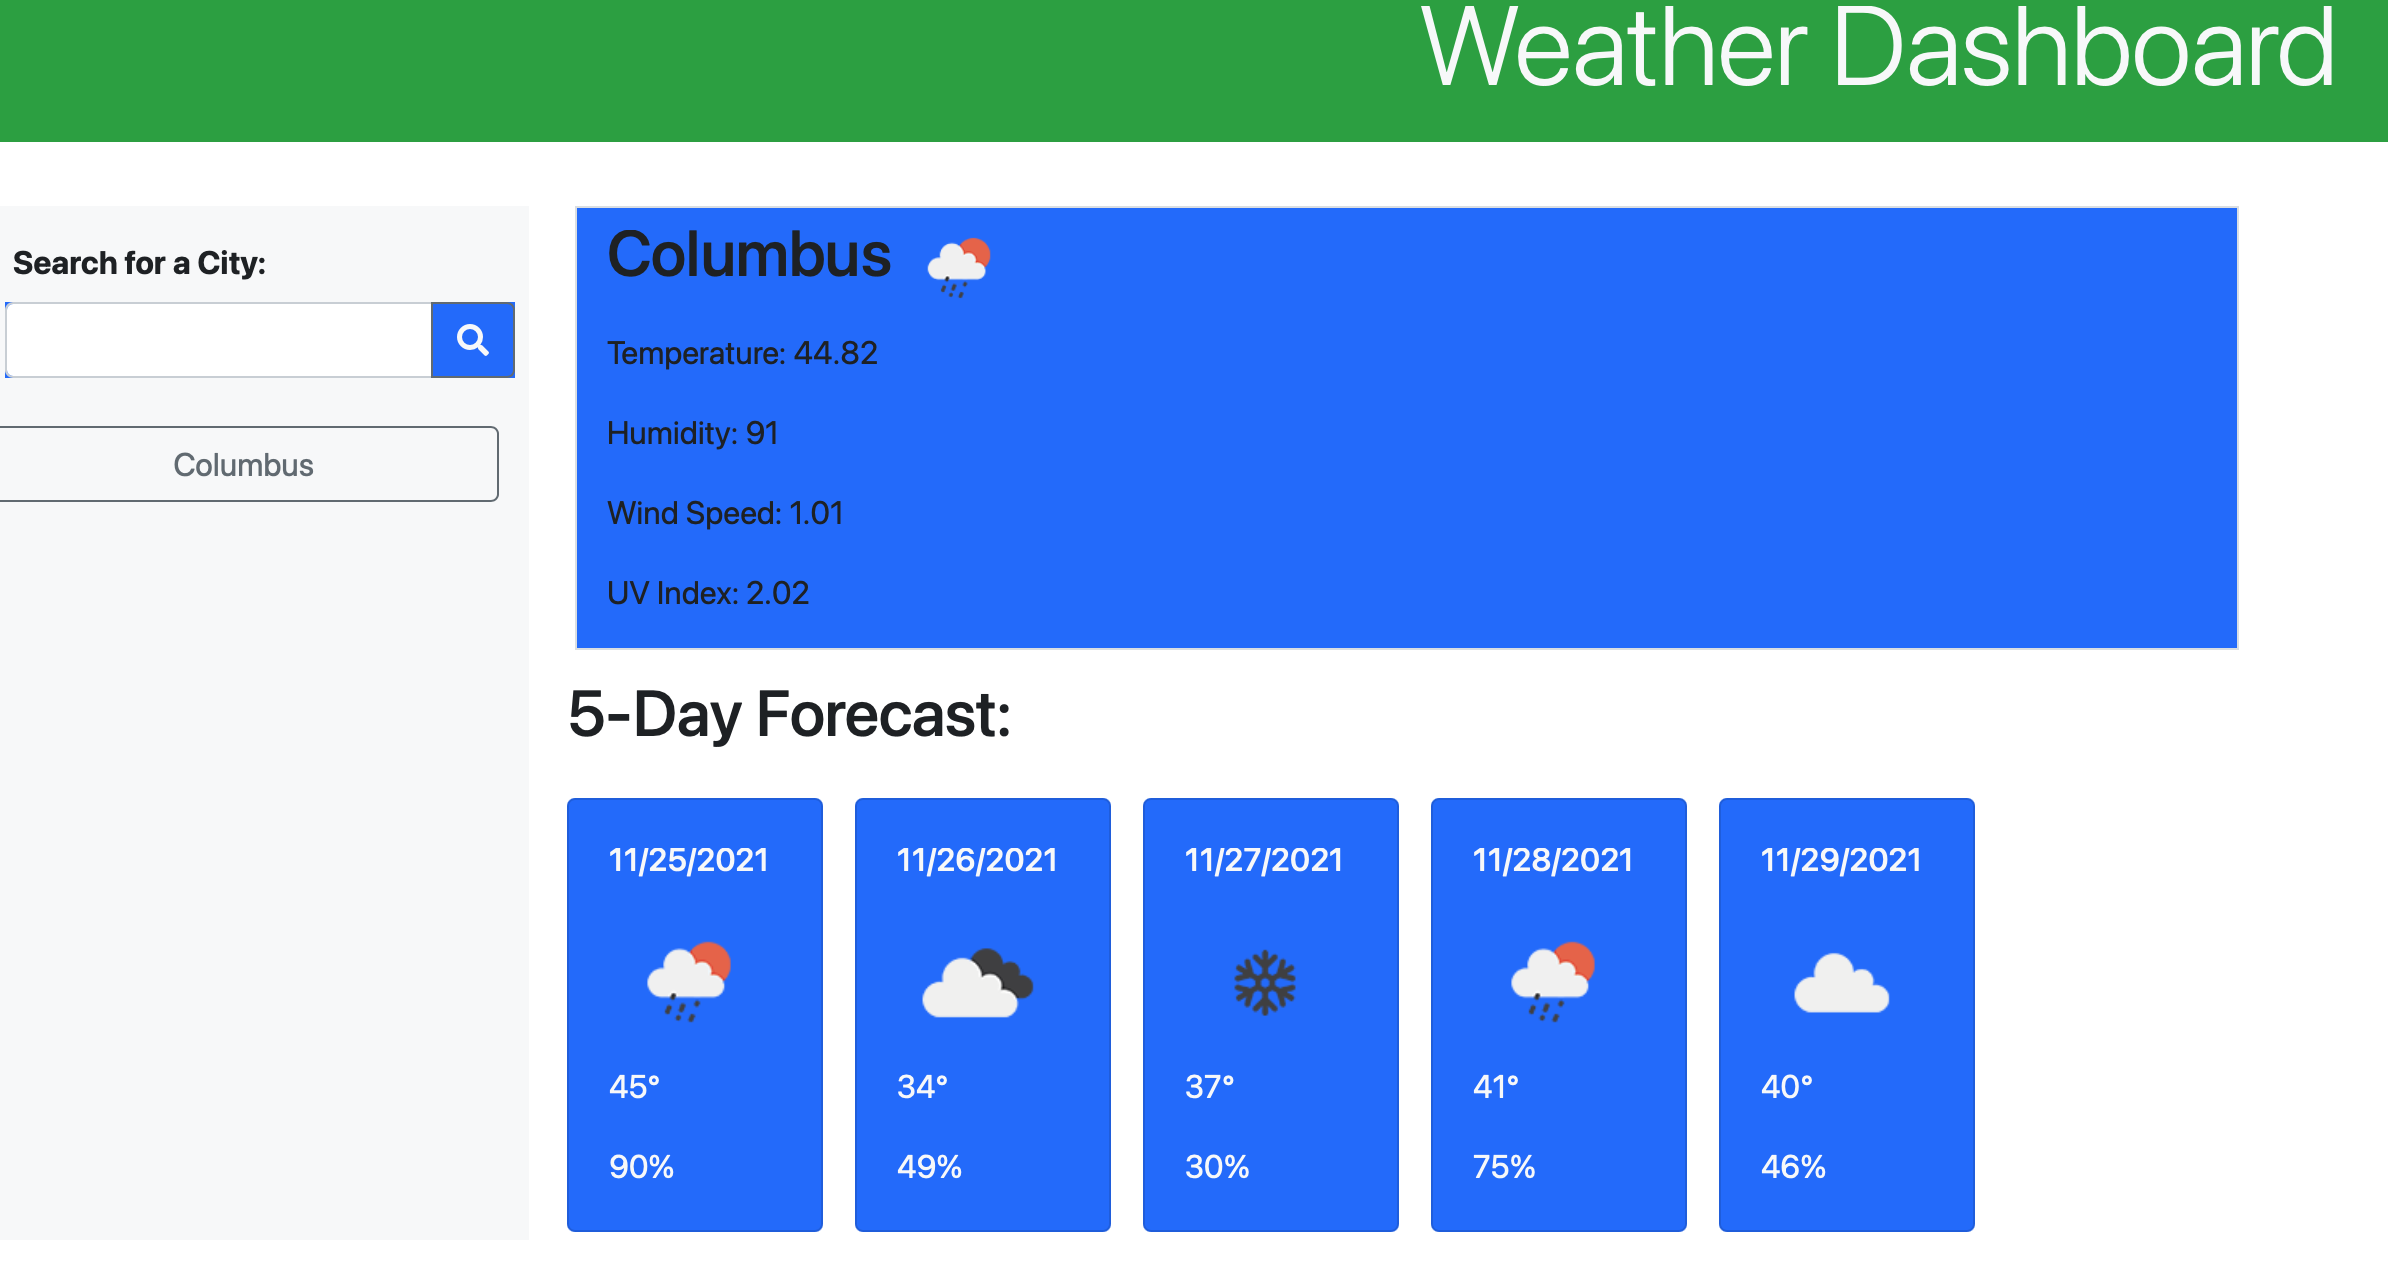 Weather Dashboard
Search for a City:
Columbus
Columbus
Temperature: 44.82
Humidity: 91
Wind Speed: 1.01
UV Index: 2.02
5-Day Forecast:
11/25/2021
45°
90%
11/26/2021
34°
49%
11/27/2021
37°
30%
11/28/2021
41°
75%
11/29/2021
40°
46%